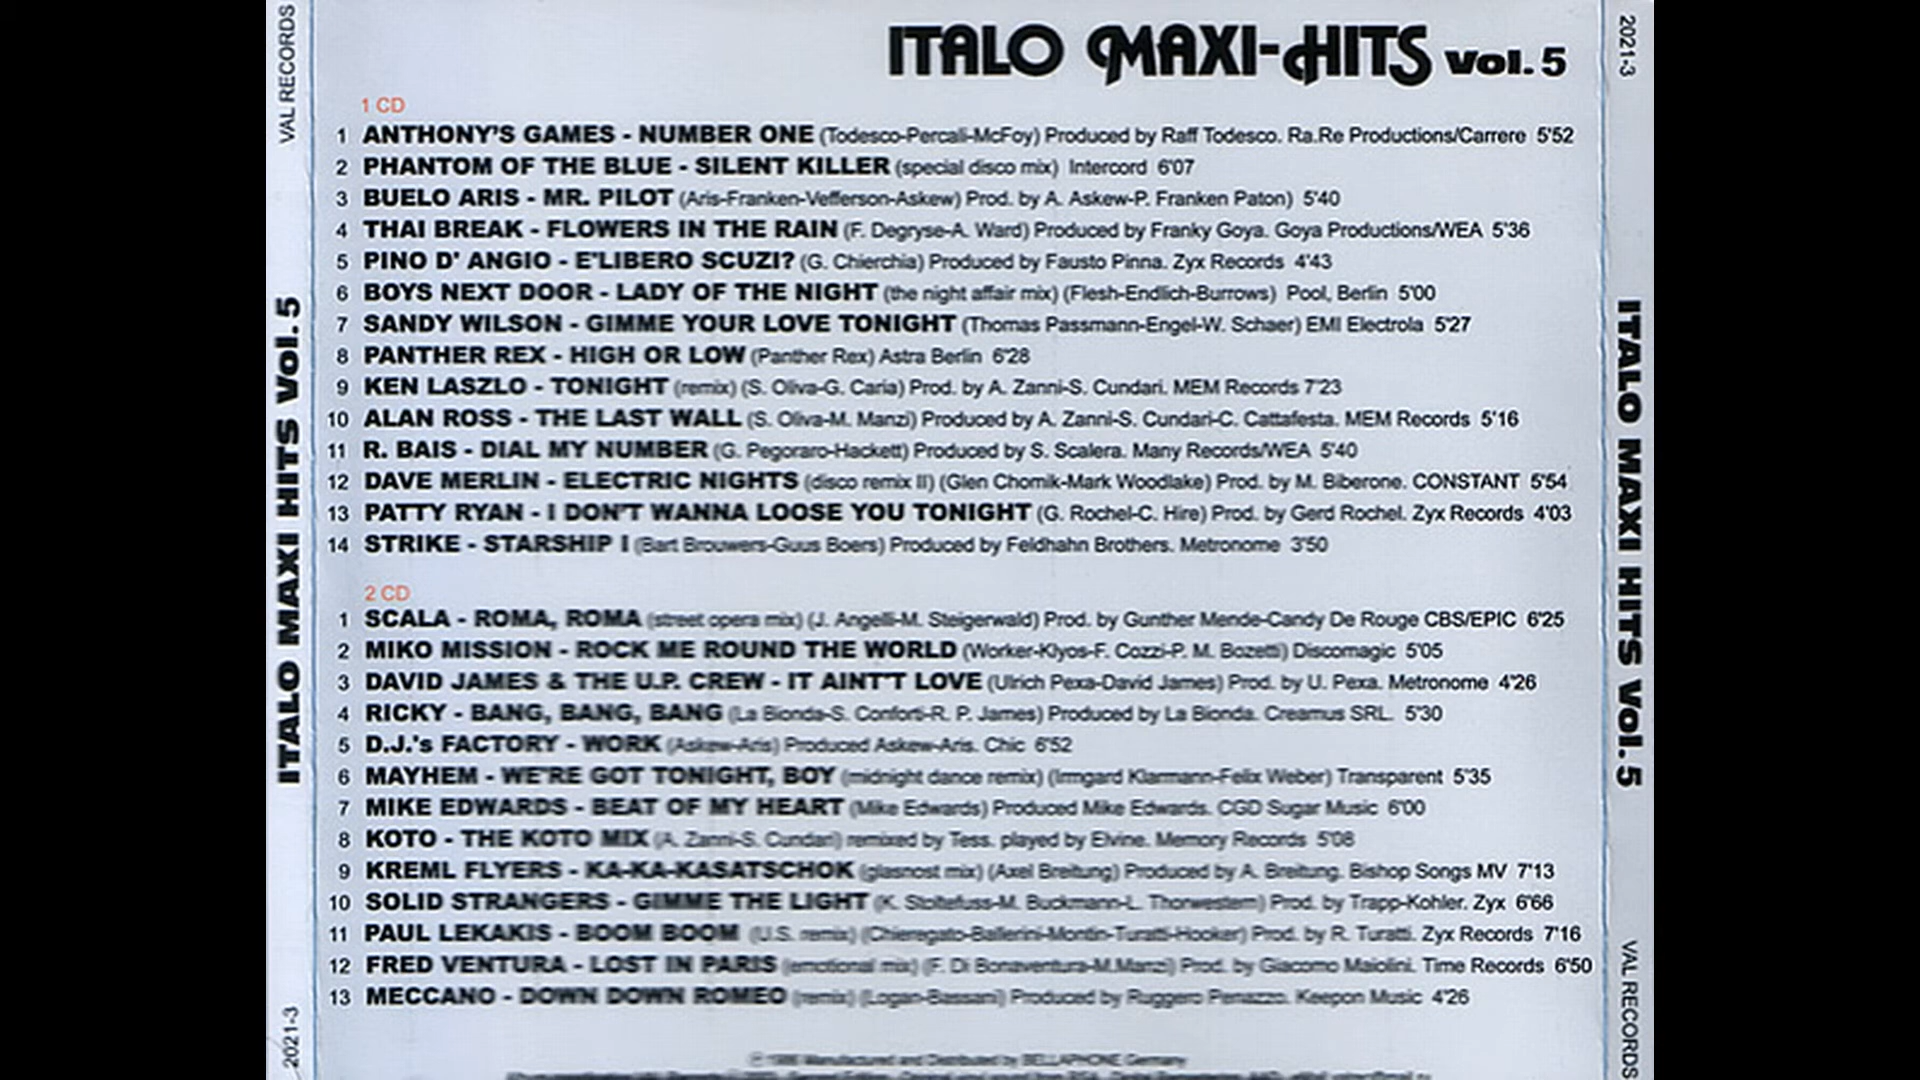 ITALO MAXI-HITS Vol. 5
VAL RECORDS
ITALO MAXI HITS Vol. 5
2021-3
1 CD
1 ANTHONY'S GAMES - NUMBER ONE (Todesco-Percali-McFoy) Produced by Raff Todesco. Ra.Re Productions/Carrere 5'52
2 PHANTOM OF THE BLUE - SILENT KILLER (special disco mix) Intercord 6'07
3 BUELO ARIS - MR. PILOT (Aris-Franken-Vefferson-Askew) Prod. by A. Askew-P. Franken Paton) 5'40
4 THAI BREAK - FLOWERS IN THE RAIN (F. Degryse-A. Ward) Produced by Franky Goya. Goya Productions/WEA 5'36
5 PINO D' ANGIO - E'LIBERO SCUZI? (G. Chierchia) Produced by Fausto Pinna. Zyx Records 4'43
6 BOYS NEXT DOOR - LADY OF THE NIGHT (the night affair mix) (Flesh-Endlich-Burrows) Pool, Berlin 5'00
7 SANDY WILSON - GIMME YOUR LOVE TONIGHT (Thomas Passmann-Engel-W. Schaer) EMI Electrola 5'27
8 PANTHER REX - HIGH OR LOW (Panther Rex) Astra Berlin 6'28
9 KEN LASZLO - TONIGHT (remix) (S. Oliva-G. Caria) Prod. by A. Zanni-S. Cundari. MEM Records 7'23
10 ALAN ROSS - THE LAST WALL (S. Oliva-M. Manzi) Produced by A. Zanni-S. Cundari-C. Cattafesta. MEM Records 5'16
11 R. BAIS - DIAL MY NUMBER (G. Pegoraro-Hackett) Produced by S. Scalera. Many Records/WEA 5'40
12 DAVE MERLIN - ELECTRIC NIGHTS (disco remix II) (Glen Chomik-Mark Woodlake) Prod. by M. Biberone. CONSTANT 5'54
13 PATTY RYAN - I DON'T WANNA LOOSE YOU TONIGHT (G. Rochel-C. Hire) Prod. by Gerd Rochel. Zyx Records 4'03
14 STRIKE - STARSHIP I (Bart Brouwers-Guus Boers) Produced by Feldhahn Brothers. Metronome 3'50
2 CD
1 SCALA - ROMA, ROMA (street opera mix) (J. Angelli-M. Steigerwald) Prod. by Gunther Mende-Candy De Rouge CBS/EPIC 6'25
2 MIKO MISSION - ROCK ME ROUND THE WORLD (Worker-Klyos-F. Cozzi-P. M. Bozetti) Discomagic 5'05
3 DAVID JAMES & THE U.P. CREW - IT AINT'T LOVE (Ulrich Pexa-David James) Prod. by U. Pexa. Metronome 4'26
4 RICKY - BANG, BANG, BANG (La Bionda-S. Conforti-R. P. James) Produced by La Bionda. Creamus SRL. 5'30
5 D.J.'s FACTORY - WORK (Askew-Aris) Produced Askew-Aris. Chic 6'52
6 MAYHEM - WE'RE GOT TONIGHT, BOY (midnight dance remix) (Irmgard Klarmann-Felix Weber) Transparent 5'35
7 MIKE EDWARDS - BEAT OF MY HEART (Mike Edwards) Produced Mike Edwards. CGD Sugar Music 6'00
8 KOTO - THE KOTO MIX (A. Zanni-S. Cundari) remixed by Tess. played by Elvine. Memory Records 5'08
9 KREML FLYERS - KA-KA-KASATSCHOK (glasnost mix) (Axel Breitung) Produced by A. Breitung. Bishop Songs MV 7'13
10 SOLID STRANGERS - GIMME THE LIGHT (K. Stoltefuss-M. Buckmann-L. Thorwestern) Prod. by Trapp-Kohler. Zyx 6'66
11 PAUL LEKAKIS - BOOM BOOM (U.S. remix) (Chieregato-Ballerini-Montin-Turatti-Hooker) Prod. by R. Turatti. Zyx Records 7'16
12 FRED VENTURA - LOST IN PARIS (emotional mix) (F. Di Bonaventura-M.Manzi) Prod. by Giacomo Maiolini. Time Records 6'50
13 MECCANO - DOWN DOWN ROMEO (remix) (Logan-Bassani) Produced by Ruggero Penazzo. Keepon Music 4'26
Manufactured and Distributed by BELLAPHONE Germany
2021-3
ITALO MAXI HITS Vol. 5
VAL RECORDS